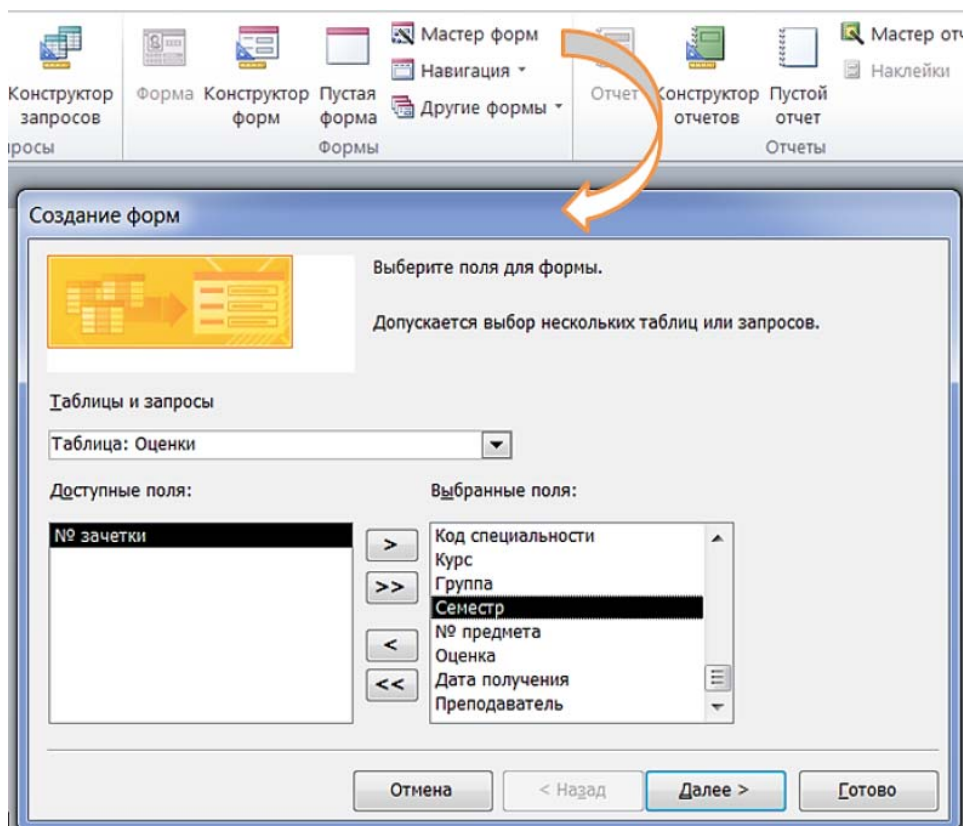 Мастер форм
Мастер отч
Навигация
Наклейки
Конструктор запросов
Форма
Конструктор форм
Пустая форма
Другие формы
Отчет
Конструктор отчетов
Пустой отчет
росы
Формы
Отчеты
Создание форм
Выберите поля для формы.
Допускается выбор нескольких таблиц или запросов.
Таблицы и запросы
Таблица: Оценки
Доступные поля:
Выбранные поля:
№ зачетки
>
>>
<
<<
Код специальности
Курс
Группа
Семестр
№ предмета
Оценка
Дата получения
Преподаватель
Отмена
< Назад
Далее >
Готово